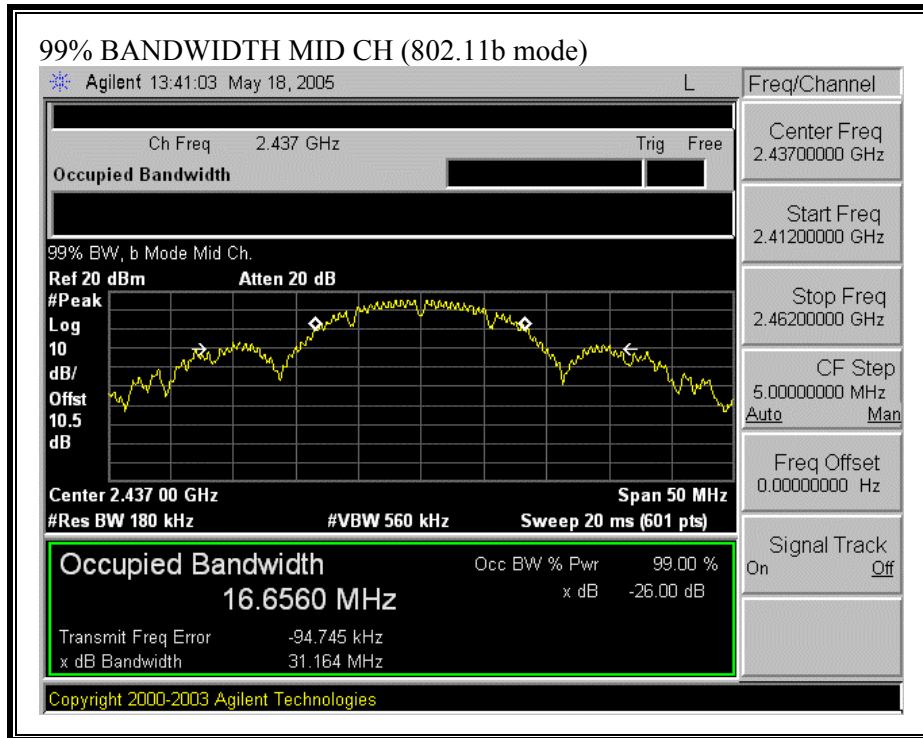 99% BANDWIDTH MID CH (802.11b mode)
Agilent 13:41:03 May 18, 2005 L
Freq/Channel
Ch Freq 2.437 GHz Trig Free
Occupied Bandwidth
Center Freq
2.43700000 GHz
Start Freq
2.41200000 GHz
99% BW, b Mode Mid Ch.
Ref 20 dBm Atten 20 dB
#Peak
Log
10
dB/
Offst
10.5
dB
Stop Freq
2.46200000 GHz
CF Step
5.00000000 MHz
Auto Man
Freq Offset
0.00000000 Hz
Center 2.437 00 GHz Span 50 MHz
#Res BW 180 kHz #VBW 560 kHz Sweep 20 ms (601 pts)
Signal Track
On Off
Occupied Bandwidth Occ BW % Pwr 99.00 %
16.6560 MHz x dB -26.00 dB
Transmit Freq Error -94.745 kHz
x dB Bandwidth 31.164 MHz
Copyright 2000-2003 Agilent Technologies